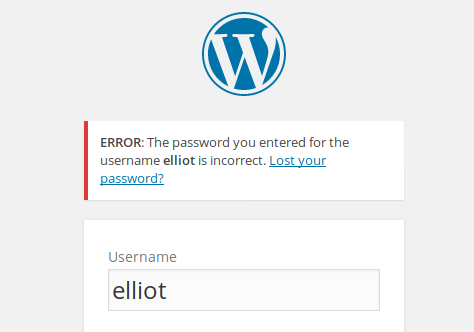 ERROR: The password you entered for the
username elliot is incorrect. Lost your
password?
Username
elliot